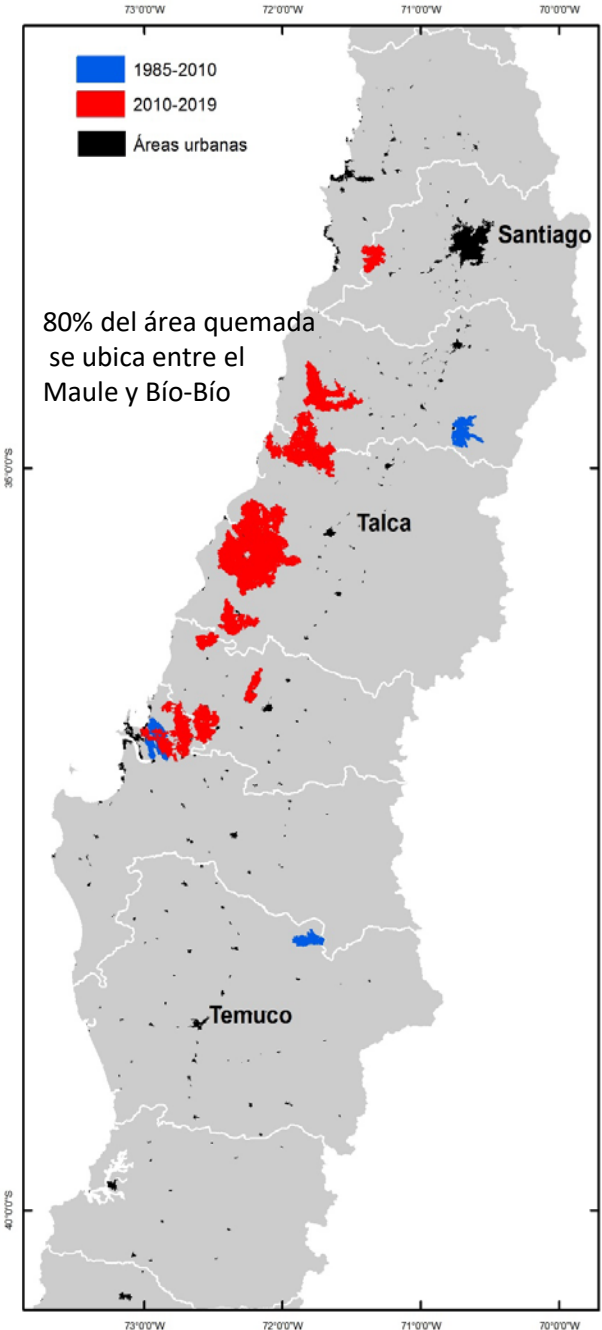 73°0'0"W 72°0'0"W 71°0'0"W 70°0'0"W
1985-2010
2010-2019
Áreas urbanas
Santiago
80% del área quemada
se ubica entre el
Maule y Bío-Bío
35°0'0"S
Talca
Temuco
40°0'0"S
73°0'0"W 72°0'0"W 71°0'0"W 70°0'0"W